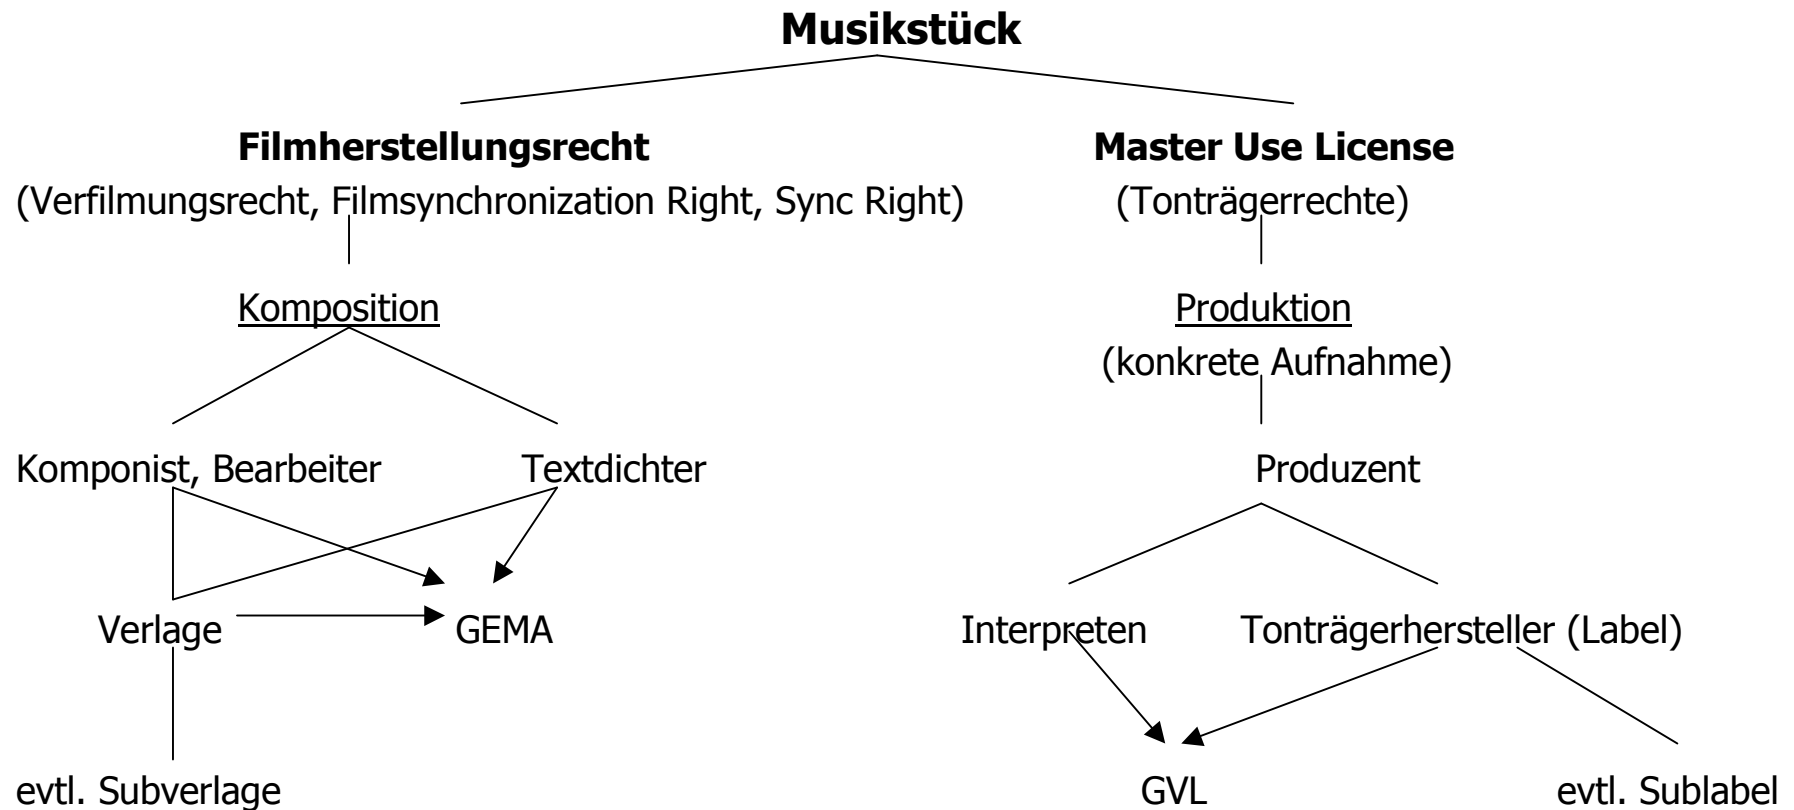 Musikstück
Filmherstellungsrecht Master Use License
(Verfilmungsrecht, Filmsynchronization Right, Sync Right) (Tonträgerrechte)
Komposition Produktion
(konkrete Aufnahme)
Komponist, Bearbeiter Textdichter Produzent
Verlage GEMA Interpreten Tonträgerhersteller (Label)
evtl. Subverlage GVL evtl. Sublabel